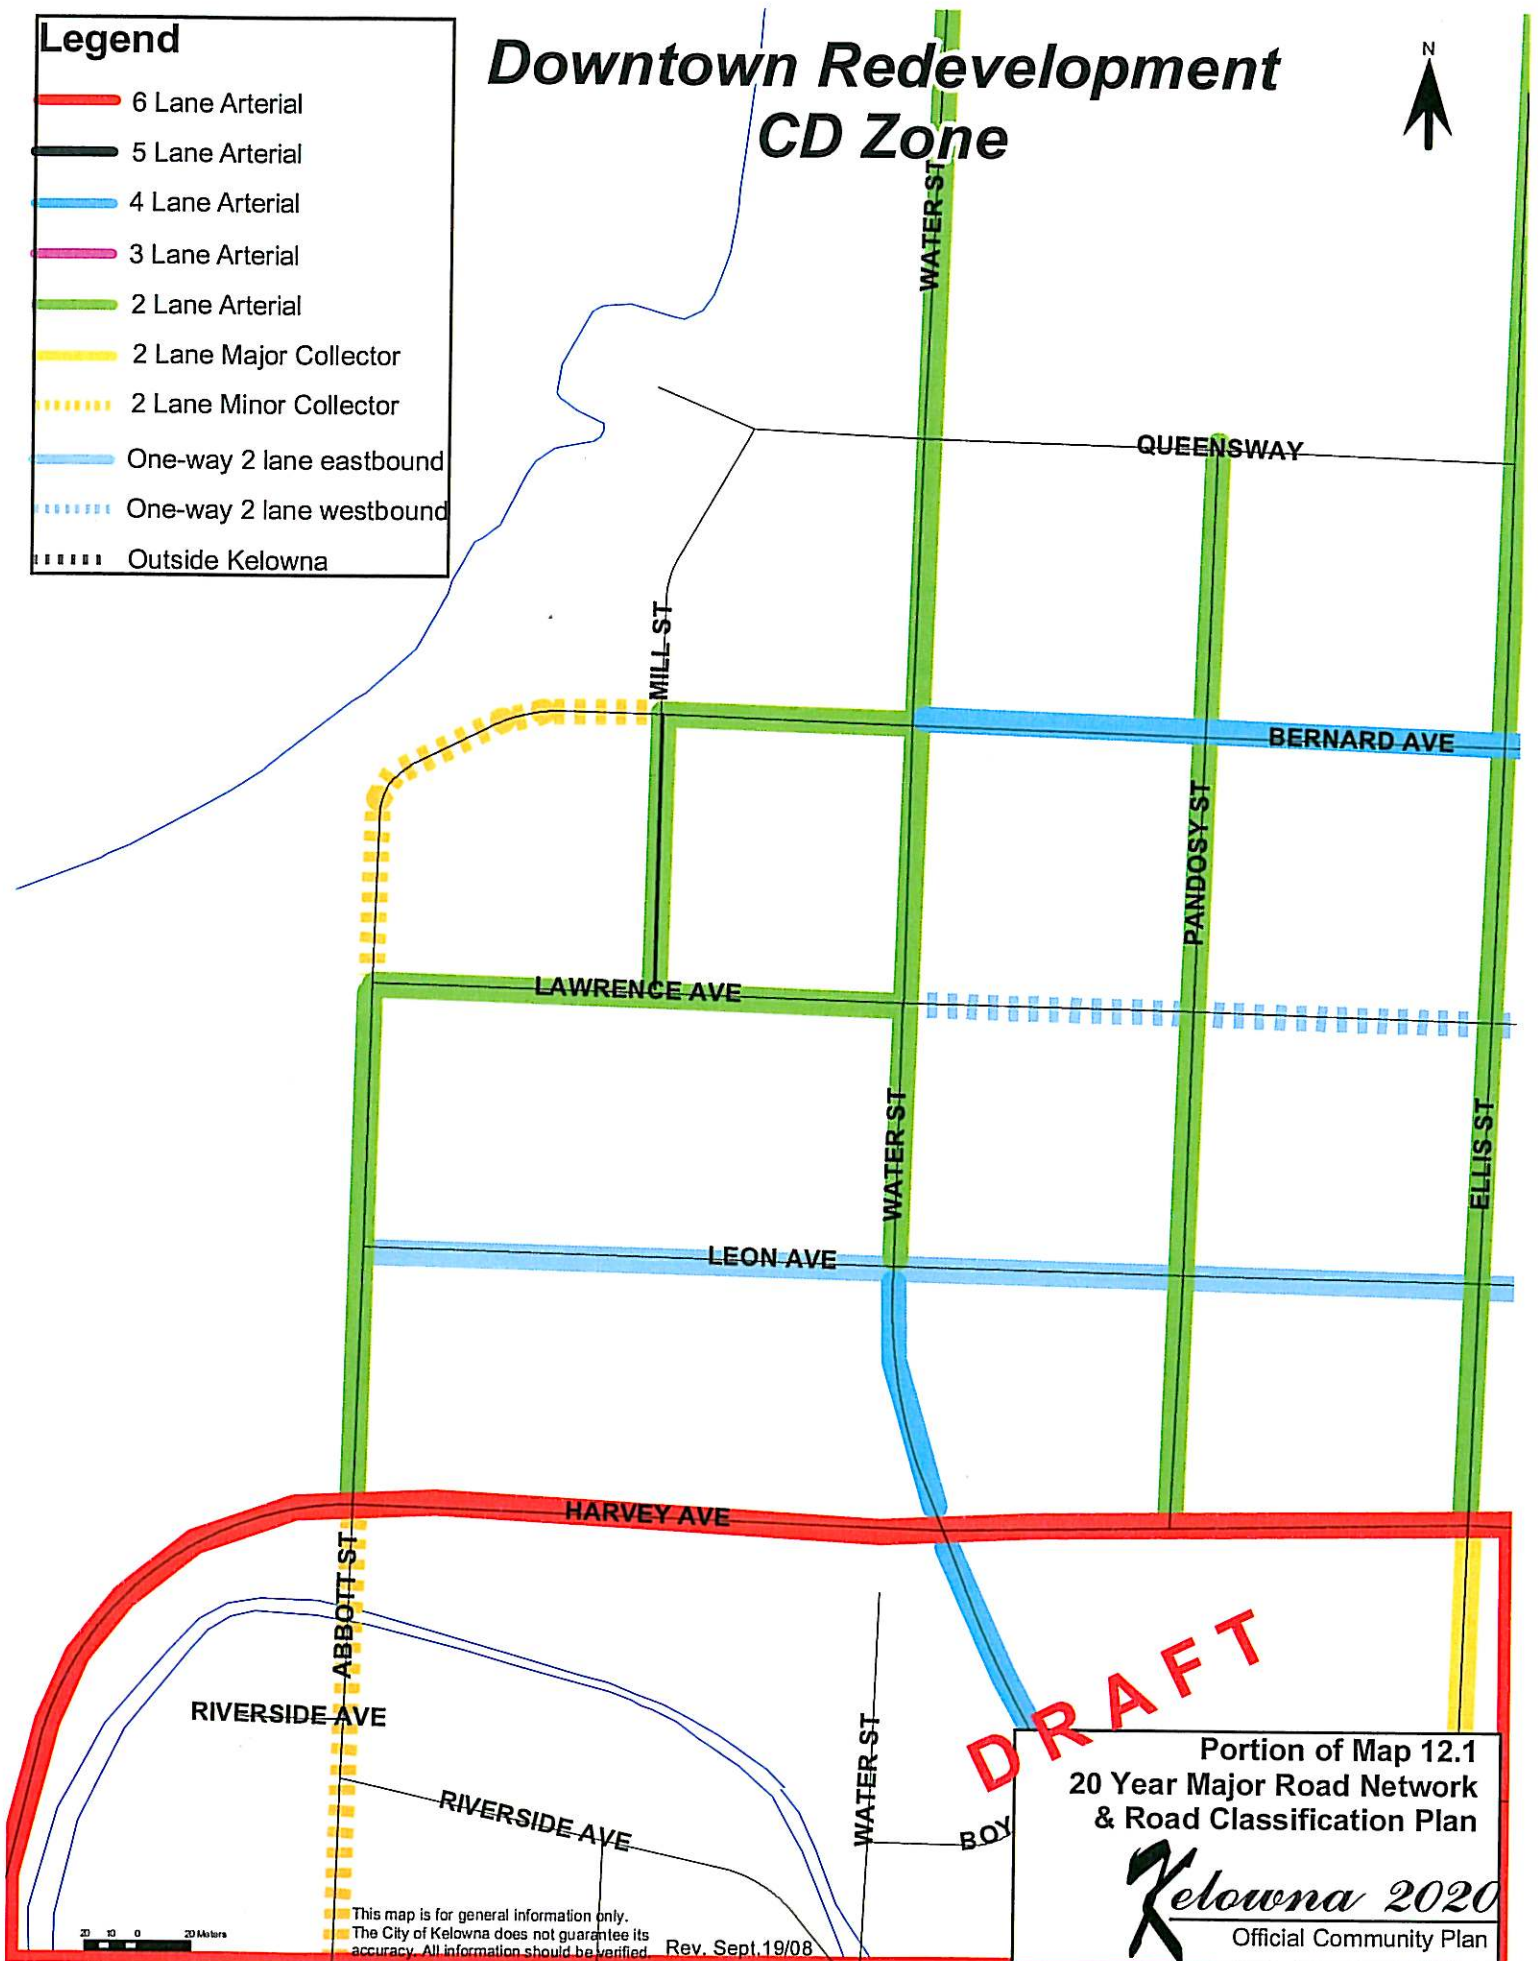 Legend
6 Lane Arterial
5 Lane Arterial
4 Lane Arterial
3 Lane Arterial
2 Lane Arterial
2 Lane Major Collector
2 Lane Minor Collector
One-way 2 lane eastbound
One-way 2 lane westbound
Outside Kelowna
Downtown Redevelopment
CD Zone
N
WATER ST
QUEENSWAY
MILL ST
BERNARD AVE
PANDOSY ST
LAWRENCE AVE
WATER ST
ELLIS ST
LEON AVE
HARVEY AVE
ABBOTT ST
RIVERSIDE AVE
RIVERSIDE AVE
WATER ST
BOY
DRAFT
Portion of Map 12.1
20 Year Major Road Network
& Road Classification Plan
Kelowna 2020
Official Community Plan
20 10 0 20 Meters
This map is for general information only.
The City of Kelowna does not guarantee its
accuracy. All information should be verified.
Rev. Sept.19/08